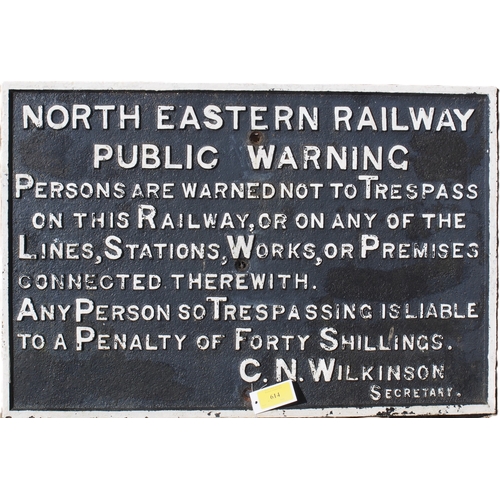 NORTH EASTERN RAILWAY
PUBLIC WARNING
PERSONS ARE WARNED NOT TO TRESPASS
ON THIS RAILWAY, OR ON ANY OF THE
LINES, STATIONS, WORKS, OR PREMISES
CONNECTED THEREWITH.
ANY PERSON SO TRESPASSING IS LIABLE
TO A PENALTY OF FORTY SHILLINGS.
C. N. WILKINSON
SECRETARY.
614